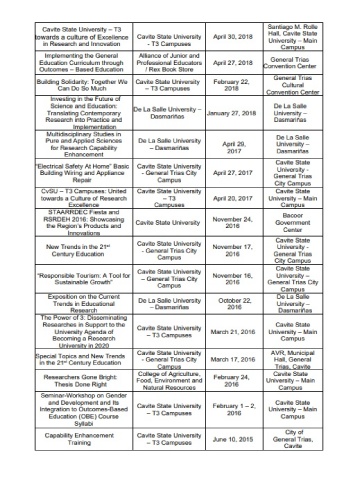 Cavite State University – T3
towards a culture of Excellence
in Research and Innovation
Cavite State University
- T3 Campuses
April 30, 2018
Santiago M. Rolle
Hall, Cavite State
University – Main
Campus
Implementing the General
Education Curriculum through
Outcomes – Based Education
Alliance of Junior and
Professional Educators
/ Rex Book Store
April 27, 2018
General Trias
Convention Center
Building Solidarity: Together We
Can Do So Much
Cavite State University
– T3 Campuses
February 22,
2018
General Trias
Cultural
Convention Center
Investing in the Future of
Science and Education:
Translating Contemporary
Research into Practice and
Implementation
De La Salle University –
Dasmariñas
January 27, 2018
De La Salle
University –
Dasmariñas
Multidisciplinary Studies in
Pure and Applied Sciences
for Research Capability
Enhancement
De La Salle University
– Dasmariñas
April 29,
2017
De La Salle
University –
Dasmariñas
"Electrical Safety At Home" Basic
Building Wiring and Appliance
Repair
Cavite State University
- General Trias City
Campus
April 27, 2017
Cavite State
University -
General Trias
City Campus
CvSU – T3 Campuses: United
towards a Culture of Research
Excellence
Cavite State University
– T3
Campuses
April 20, 2017
Cavite State
University – Main
Campus
STAARRDEC Fiesta and
RSRDEH 2016: Showcasing
the Region's Products and
Innovations
Cavite State University
November 24,
2016
Bacoor
Government
Center
New Trends in the 21st
Century Education
Cavite State University
- General Trias City
Campus
November 17,
2016
Cavite State
University -
General Trias
City Campus
"Responsible Tourism: A Tool for
Sustainable Growth"
Cavite State University
– General Trias City
Campus
November 16,
2016
Cavite State
University –
General Trias City
Campus
Exposition on the Current
Trends in Educational
Research
De La Salle University
– Dasmariñas
October 22,
2016
De La Salle
University –
Dasmariñas
The Power of 3: Disseminating
Researches in Support to the
University Agenda of
Becoming a Research
University in 2020
Cavite State University
– T3 Campuses
March 21, 2016
Cavite State
University – Main
Campus
Special Topics and New Trends
in the 21st Century Education
Cavite State University
- General Trias City
Campus
March 17, 2016
AVR, Municipal
Hall, General
Trias, Cavite
Researchers Gone Bright:
Thesis Done Right
College of Agriculture,
Food, Environment and
Natural Resources
February 24,
2016
Cavite State
University – Main
Campus
Seminar-Workshop on Gender
and Development and Its
Integration to Outcomes-Based
Education (OBE) Course
Syllabi
Cavite State University
– T3 Campuses
February 1 – 2,
2016
Cavite State
University – Main
Campus
Capability Enhancement
Training
Cavite State University
– T3 Campuses
June 10, 2015
City of
General Trias,
Cavite